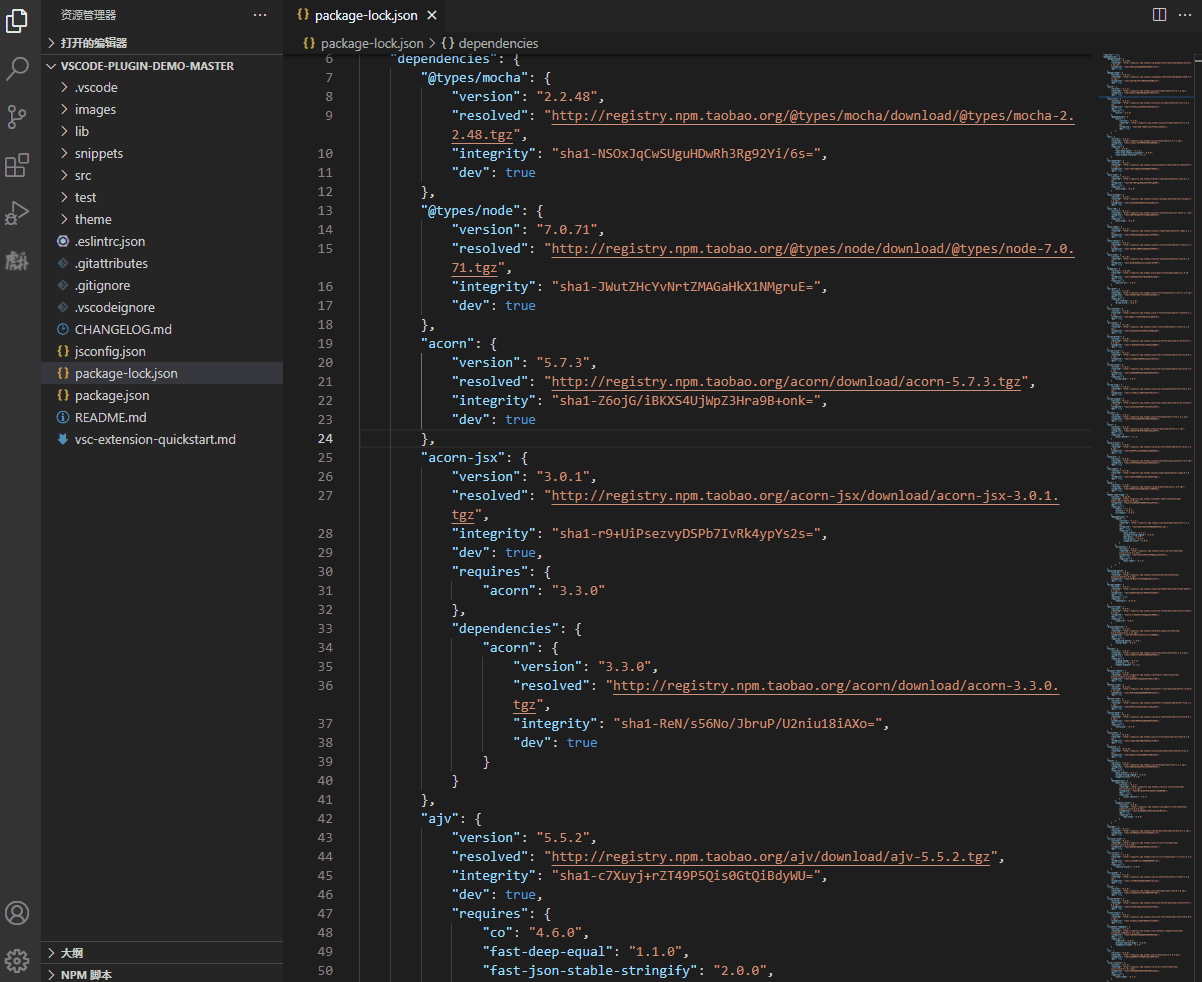 资源管理器
打开的编辑器
VSCODE-PLUGIN-DEMO-MASTER
.vscode
images
lib
snippets
src
test
theme
.eslintrc.json
.gitattributes
.gitignore
.vscodeignore
CHANGELOG.md
jsconfig.json
package-lock.json
package.json
README.md
vsc-extension-quickstart.md
大纲
NPM 脚本
{} package-lock.json ×
{} package-lock.json > {} dependencies
6 "dependencies": {
7 "@types/mocha": {
8 "version": "2.2.48",
9 "resolved": "http://registry.npm.taobao.org/@types/mocha/download/@types/mocha-2.
2.48.tgz",
10 "integrity": "sha1-NSOxJqCwSUguHDwRh3Rg92Yi/6s=",
11 "dev": true
12 },
13 "@types/node": {
14 "version": "7.0.71",
15 "resolved": "http://registry.npm.taobao.org/@types/node/download/@types/node-7.0.
71.tgz",
16 "integrity": "sha1-JWutZHcYvNrtZMAGaHkX1NMgruE=",
17 "dev": true
18 },
19 "acorn": {
20 "version": "5.7.3",
21 "resolved": "http://registry.npm.taobao.org/acorn/download/acorn-5.7.3.tgz",
22 "integrity": "sha1-Z6ojG/iBKXS4UjWpZ3Hra9B+onk=",
23 "dev": true
24 },
25 "acorn-jsx": {
26 "version": "3.0.1",
27 "resolved": "http://registry.npm.taobao.org/acorn-jsx/download/acorn-jsx-3.0.1.
tgz",
28 "integrity": "sha1-r9+UiPsezvyDSPb7IvRk4ypYs2s=",
29 "dev": true,
30 "requires": {
31 "acorn": "3.3.0"
32 },
33 "dependencies": {
34 "acorn": {
35 "version": "3.3.0",
36 "resolved": "http://registry.npm.taobao.org/acorn/download/acorn-3.3.0.
tgz",
37 "integrity": "sha1-ReN/s56No/JbruP/U2niu18iAXo=",
38 "dev": true
39 }
40 }
41 },
42 "ajv": {
43 "version": "5.5.2",
44 "resolved": "http://registry.npm.taobao.org/ajv/download/ajv-5.5.2.tgz",
45 "integrity": "sha1-c7Xuyj+rZT49P5Qis0GtQiBdyWU=",
46 "dev": true,
47 "requires": {
48 "co": "4.6.0",
49 "fast-deep-equal": "1.1.0",
50 "fast-json-stable-stringify": "2.0.0",